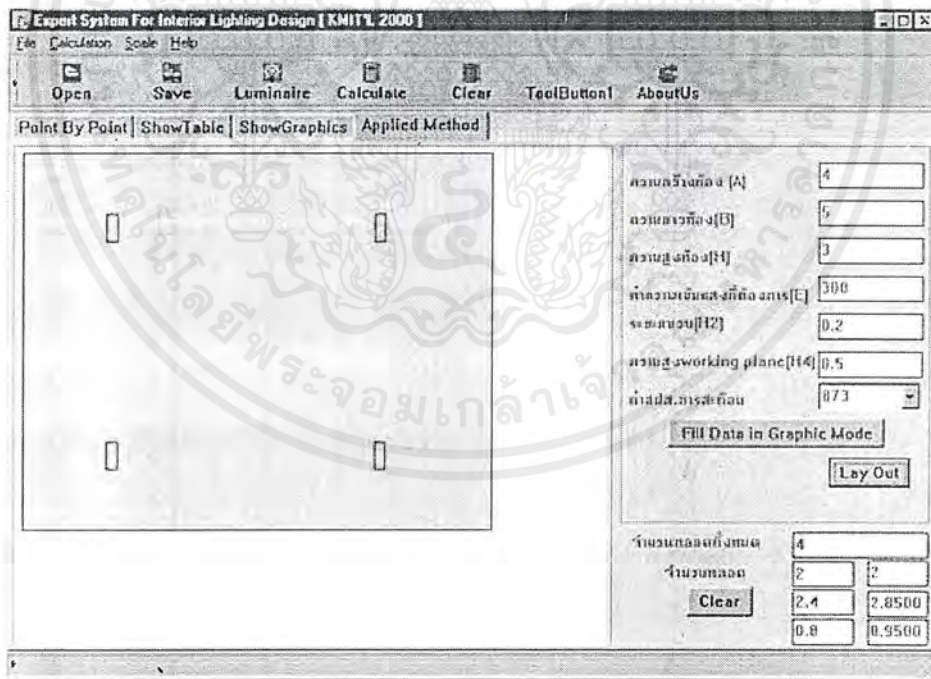 Expert System For Interior Lighting Design [ KMITL 2000 ]
File Calculation Scale Help
Open Save Luminaire Calculate Clear ToolButton1 AboutUs
Point By Point ShowTable ShowGraphics Applied Method
ความกว้างห้อง [A] 4
ความยาวห้อง[B] 5
ความสูงห้อง[H] 3
ค่าความเข้มแสงที่ต้องการ[E] 300
ระยะแขวน[H2] 0.2
ความสูงworking plane[H4] 0.5
ค่าสปส.การสะท้อน 873
Fill Data in Graphic Mode
Lay Out
จำนวนหลอดทั้งหมด 4
จำนวนหลอด 2 2
Clear 2.4 2.8500
0.8 0.9500